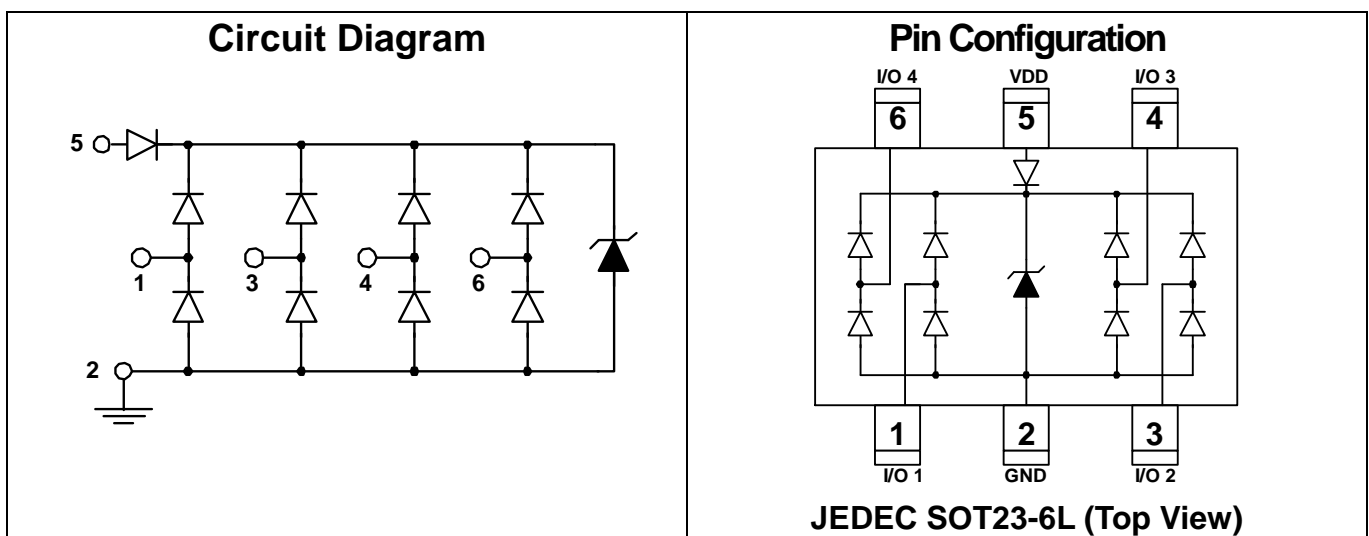 Circuit Diagram
5
1
3
4
6
2
Pin Configuration
I/O 4 VDD I/O 3
6 5 4
1 2 3
I/O 1 GND I/O 2
JEDEC SOT23-6L (Top View)